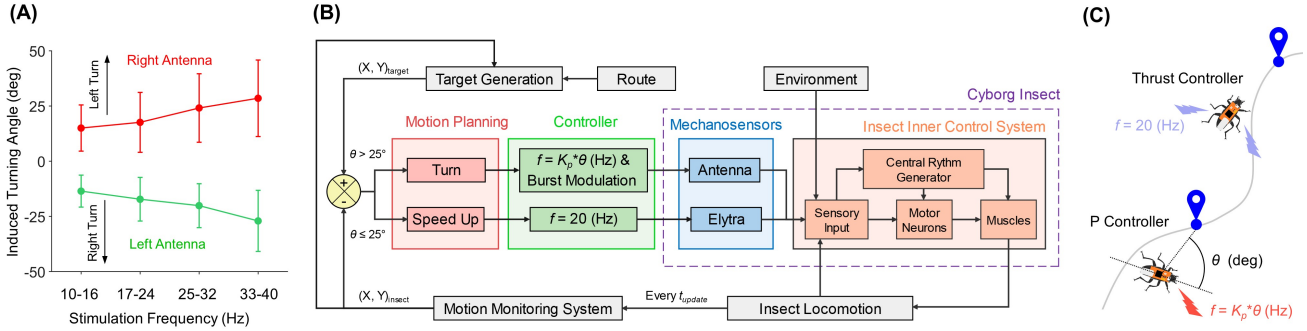 (A)
50
25
0
-25
-50
Induced Turning Angle (deg)
Left Turn
Right Antenna
Right Turn
Left Antenna
10-16
17-24
25-32
33-40
Stimulation Frequency (Hz)
(B)
(X, Y)target
Target Generation
Route
Environment
Cyborg Insect
Motion Planning
Controller
Mechanosensors
Insect Inner Control System
θ > 25°
θ ≤ 25°
+
−
Turn
Speed Up
f = Kp*θ (Hz) &
Burst Modulation
f = 20 (Hz)
Antenna
Elytra
Central Rythm
Generator
Sensory
Input
Motor
Neurons
Muscles
(X, Y)insect
Motion Monitoring System
Every tupdate
Insect Locomotion
(C)
Thrust Controller
f = 20 (Hz)
P Controller
θ (deg)
f = Kp*θ (Hz)